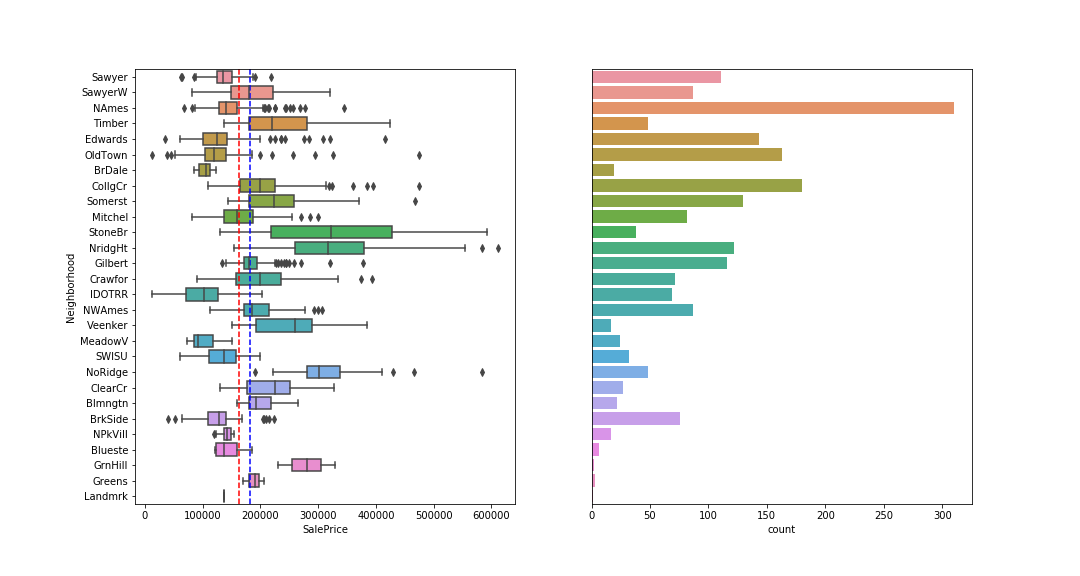 Sawyer
SawyerW
NAmes
Timber
Edwards
OldTown
BrDale
CollgCr
Somerst
Mitchel
StoneBr
NridgHt
Gilbert
Crawfor
IDOTRR
NWAmes
Veenker
MeadowV
SWISU
NoRidge
ClearCr
Blmngtn
BrkSide
NPkVill
Blueste
GrnHill
Greens
Landmrk
Neighborhood
0 100000 200000 300000 400000 500000 600000
SalePrice
0 50 100 150 200 250 300
count